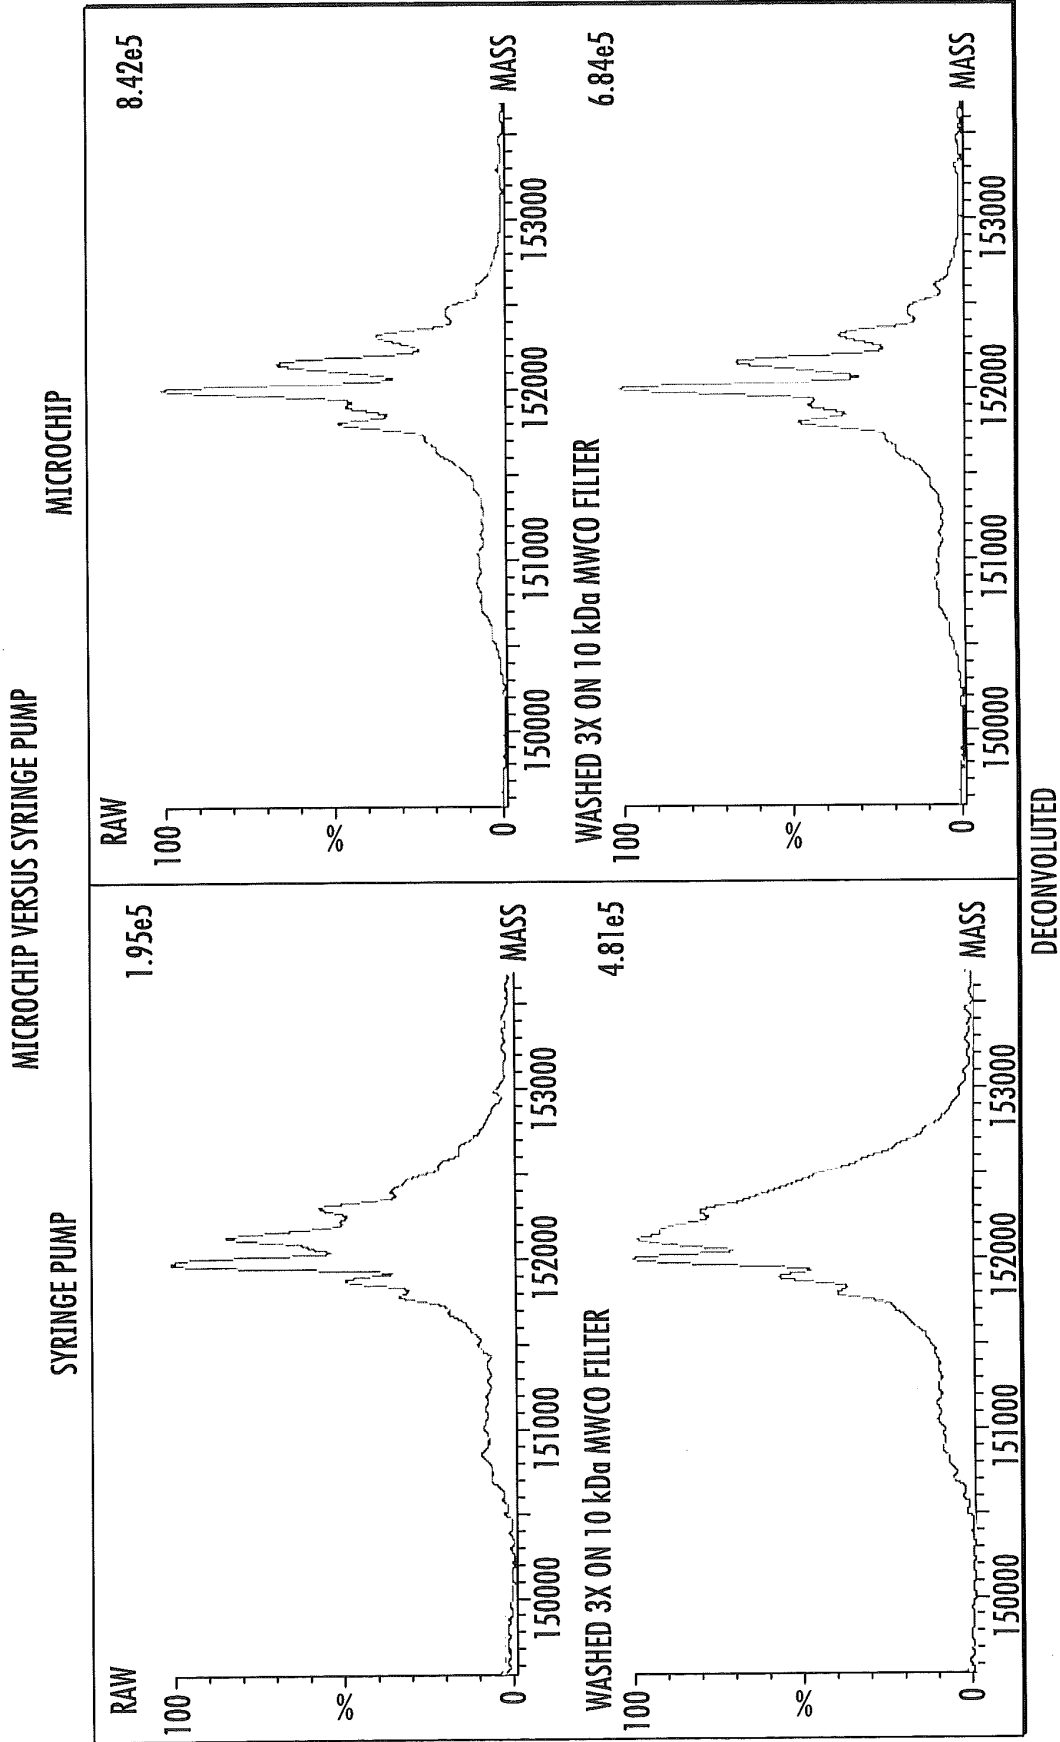 MICROCHIP VERSUS SYRINGE PUMP
SYRINGE PUMP
MICROCHIP
RAW
1.95e5
100
%
0
150000
151000
152000
153000
MASS
WASHED 3X ON 10 kDa MWCO FILTER
4.81e5
100
%
0
150000
151000
152000
153000
MASS
RAW
8.42e5
100
%
0
150000
151000
152000
153000
MASS
WASHED 3X ON 10 kDa MWCO FILTER
6.84e5
100
%
0
150000
151000
152000
153000
MASS
DECONVOLUTED